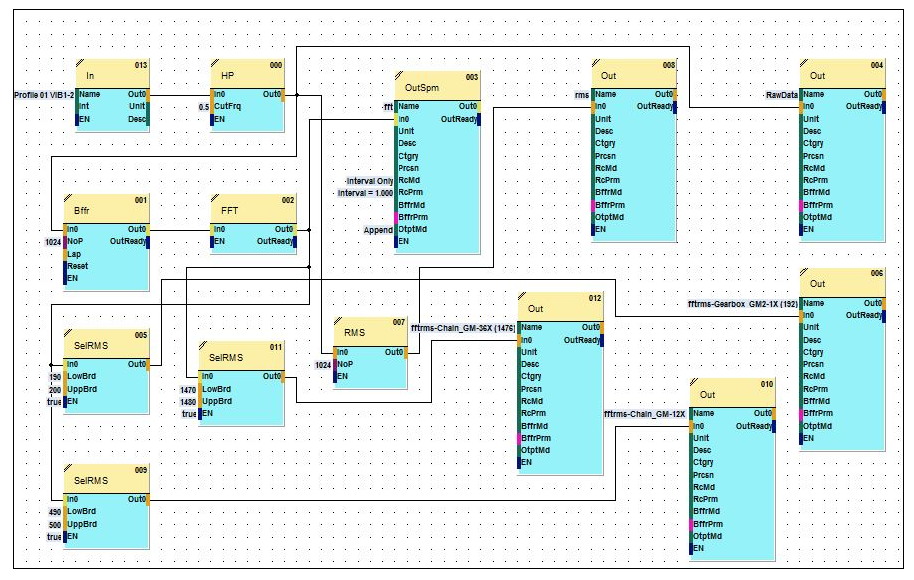 013
In
Profile 01 VIB1-2
Name
Out0
Int
Unit
EN
Desc
000
HP
In0
Out0
0.5
CutFrq
EN
003
OutSpm
fft
Name
Out0
In0
OutReady
Unit
Desc
Ctgry
Prcsn
Interval Only
RcMd
Interval = 1.000
RcPrm
BffrMd
BffrPrm
Append
OtptMd
EN
008
Out
rms
Name
Out0
In0
OutReady
Unit
Desc
Ctgry
Prcsn
RcMd
RcPrm
BffrMd
BffrPrm
OtptMd
EN
004
Out
RawData
Name
Out0
In0
OutReady
Unit
Desc
Ctgry
Prcsn
RcMd
RcPrm
BffrMd
BffrPrm
OtptMd
EN
001
Bffr
In0
Out0
1024
NoP
OutReady
Lap
Reset
EN
002
FFT
In0
Out0
EN
OutReady
006
Out
fftrms-Gearbox GM2-1X (192)
Name
Out0
In0
OutReady
Unit
Desc
Ctgry
Prcsn
RcMd
RcPrm
BffrMd
BffrPrm
OtptMd
EN
012
Out
fftrms-Chain_GM-36X (1476)
Name
Out0
In0
OutReady
Unit
Desc
Ctgry
Prcsn
RcMd
RcPrm
BffrMd
BffrPrm
OtptMd
EN
007
RMS
In0
Out0
1024
NoP
EN
005
SelRMS
In0
Out0
190
LowBrd
200
UppBrd
true
EN
011
SelRMS
In0
Out0
1470
LowBrd
1480
UppBrd
true
EN
010
Out
fftrms-Chain_GM-12X
Name
Out0
In0
OutReady
Unit
Desc
Ctgry
Prcsn
RcMd
RcPrm
BffrMd
BffrPrm
OtptMd
EN
009
SelRMS
In0
Out0
490
LowBrd
500
UppBrd
true
EN